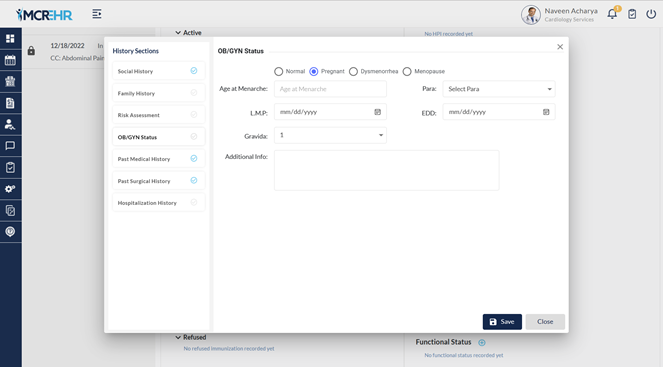 MCREHR
Naveen Acharya
Cardiology Services
1
Active
No HPI recorded yet
12/18/2022 In
CC: Abdominal Pain
History Sections
Social History
Family History
Risk Assessment
OB/GYN Status
Past Medical History
Past Surgical History
Hospitalization History
OB/GYN Status
Normal Pregnant Dysmenorrhea Menopause
Age at Menarche: Age at Menarche Para: Select Para
L.M.P: mm/dd/yyyy EDD: mm/dd/yyyy
Gravida: 1
Additional Info:
Save Close
Refused
No refused immunization recorded yet
Functional Status
No functional status recorded yet